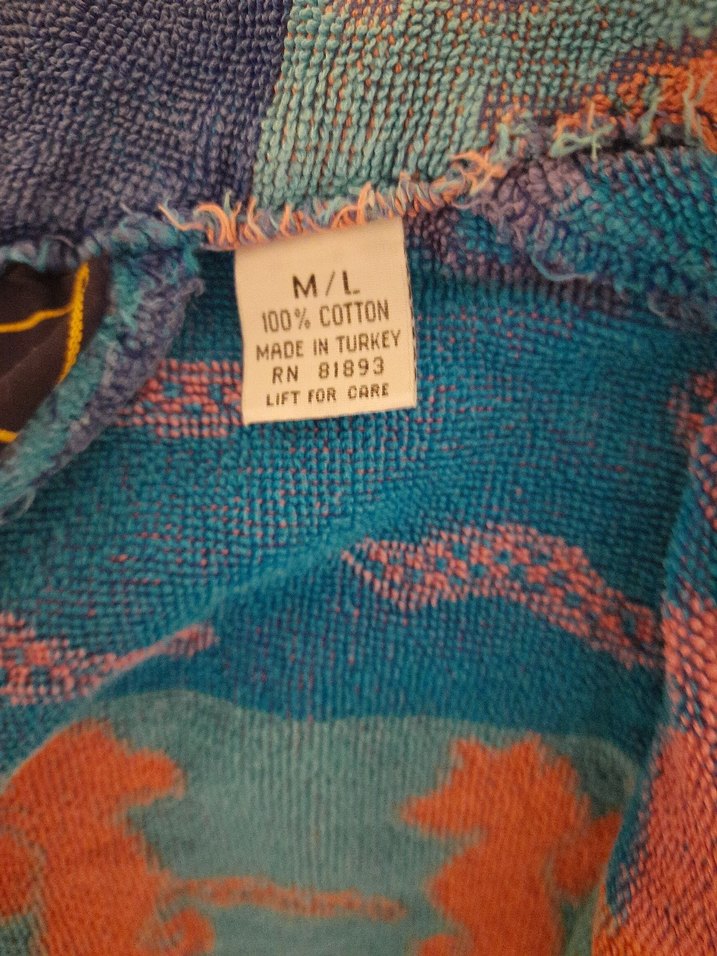 M/L
100% COTTON
MADE IN TURKEY
RN 81893
LIFT FOR CARE